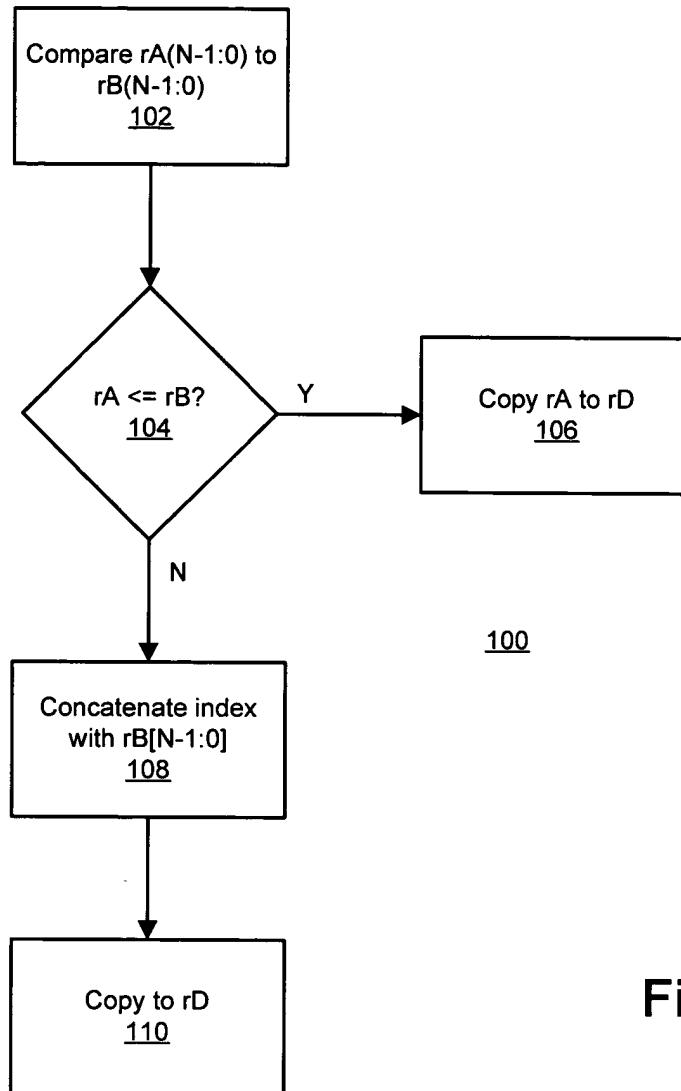 Compare rA(N-1:0) to
rB(N-1:0)
102
rA <= rB?
104
Y
Copy rA to rD
106
N
100
Concatenate index
with rB[N-1:0]
108
Copy to rD
110